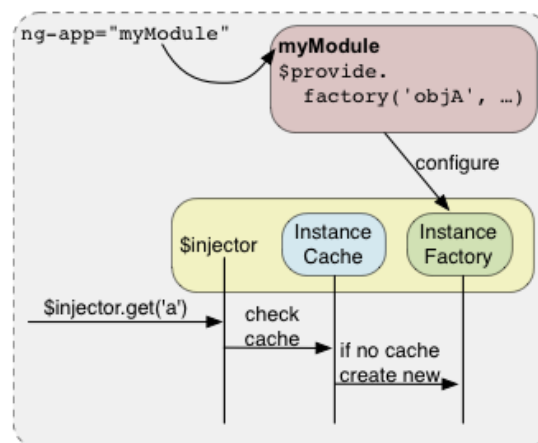 ng-app="myModule"
myModule
$provide.
factory('objA', …)
configure
$injector
Instance
Cache
Instance
Factory
$injector.get('a')
check
cache
if no cache
create new